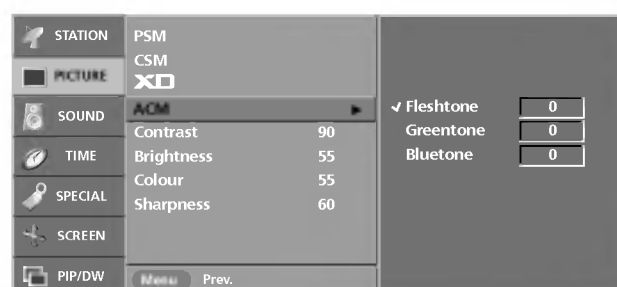 STATION
PICTURE
SOUND
TIME
SPECIAL
SCREEN
PIP/DW
PSM
CSM
XD
ACM
Contrast 90
Brightness 55
Colour 55
Sharpness 60
Menu Prev.
✓ Fleshtone 0
Greentone 0
Bluetone 0